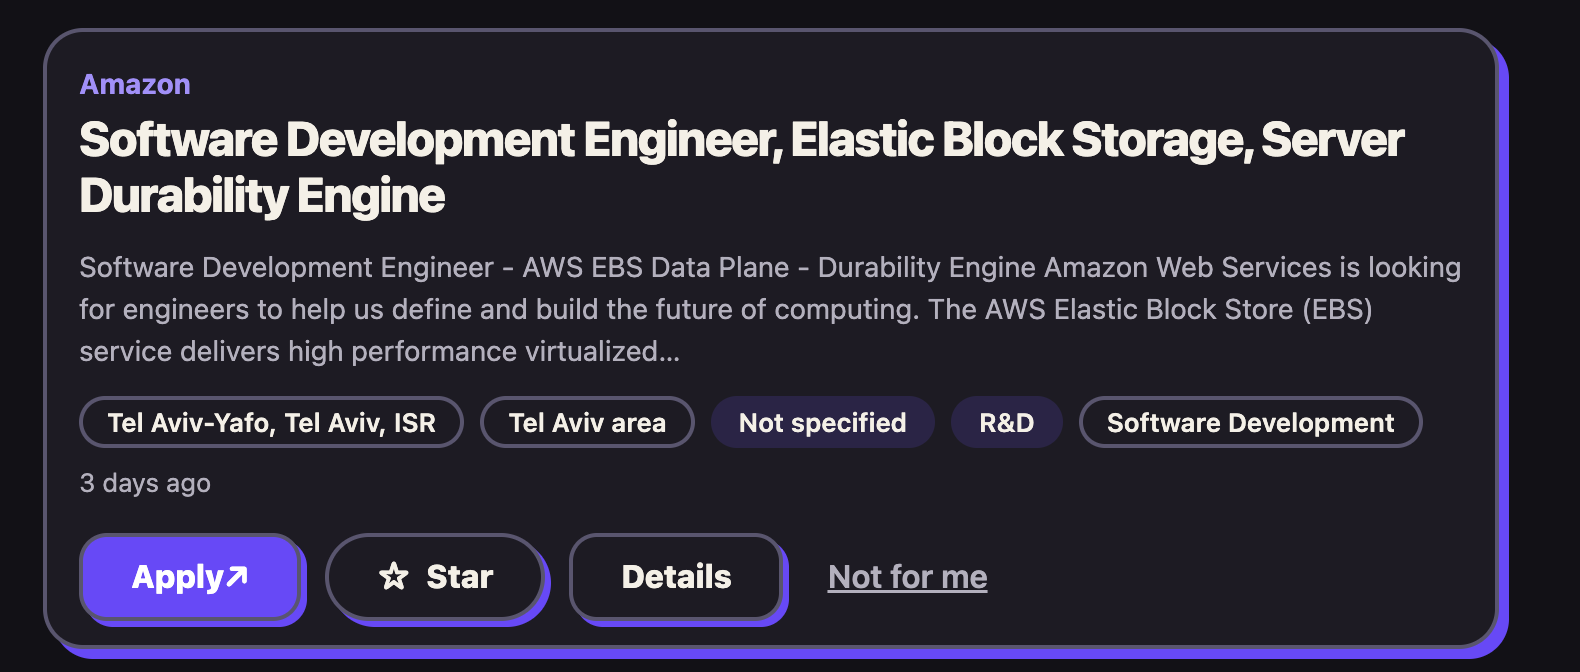 Amazon
Software Development Engineer, Elastic Block Storage, Server
Durability Engine
Software Development Engineer - AWS EBS Data Plane - Durability Engine Amazon Web Services is looking
for engineers to help us define and build the future of computing. The AWS Elastic Block Store (EBS)
service delivers high performance virtualized...
Tel Aviv-Yafo, Tel Aviv, ISR Tel Aviv area Not specified R&D Software Development
3 days ago
Apply↗ ☆ Star Details Not for me